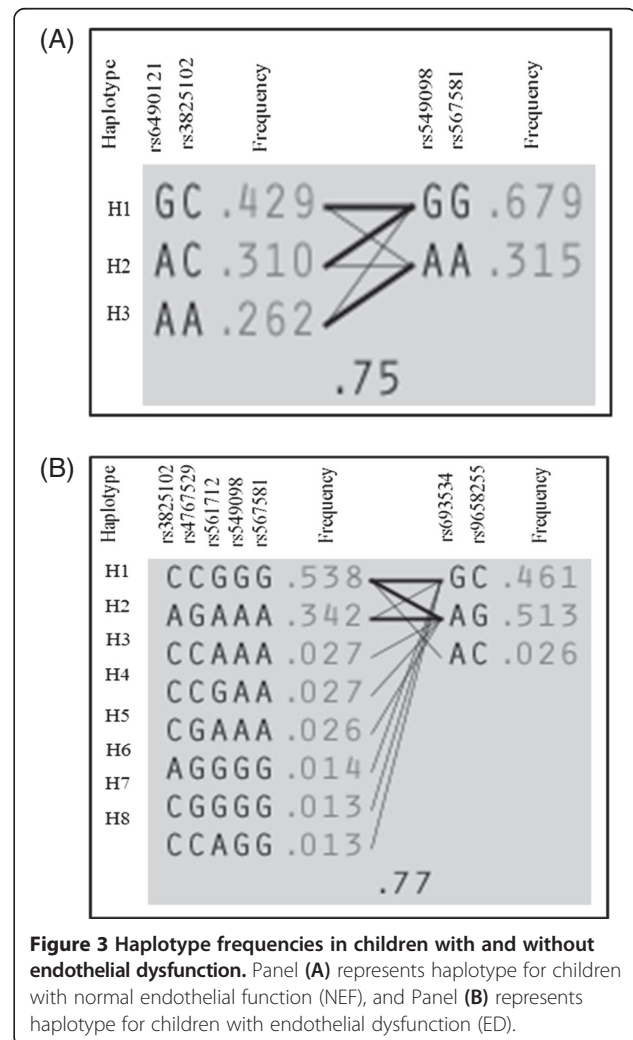 (A)
Haplotype rs6490121 rs3825102 Frequency rs549098 rs567581 Frequency
H1 GC .429 GG .679
H2 AC .310 AA .315
H3 AA .262
.75
(B)
Haplotype rs3825102 rs4767529 rs561712 rs549098 rs567581 Frequency rs693534 rs9658255 Frequency
H1 CCGGG .538 GC .461
H2 AGAAA .342 AG .513
H3 CCAAA .027 AC .026
H4 CCGAA .027
H5 CGAAA .026
H6 AGGGG .014
H7 CGGGG .013
H8 CCAGG .013
.77
Figure 3 Haplotype frequencies in children with and without
endothelial dysfunction. Panel (A) represents haplotype for children
with normal endothelial function (NEF), and Panel (B) represents
haplotype for children with endothelial dysfunction (ED).